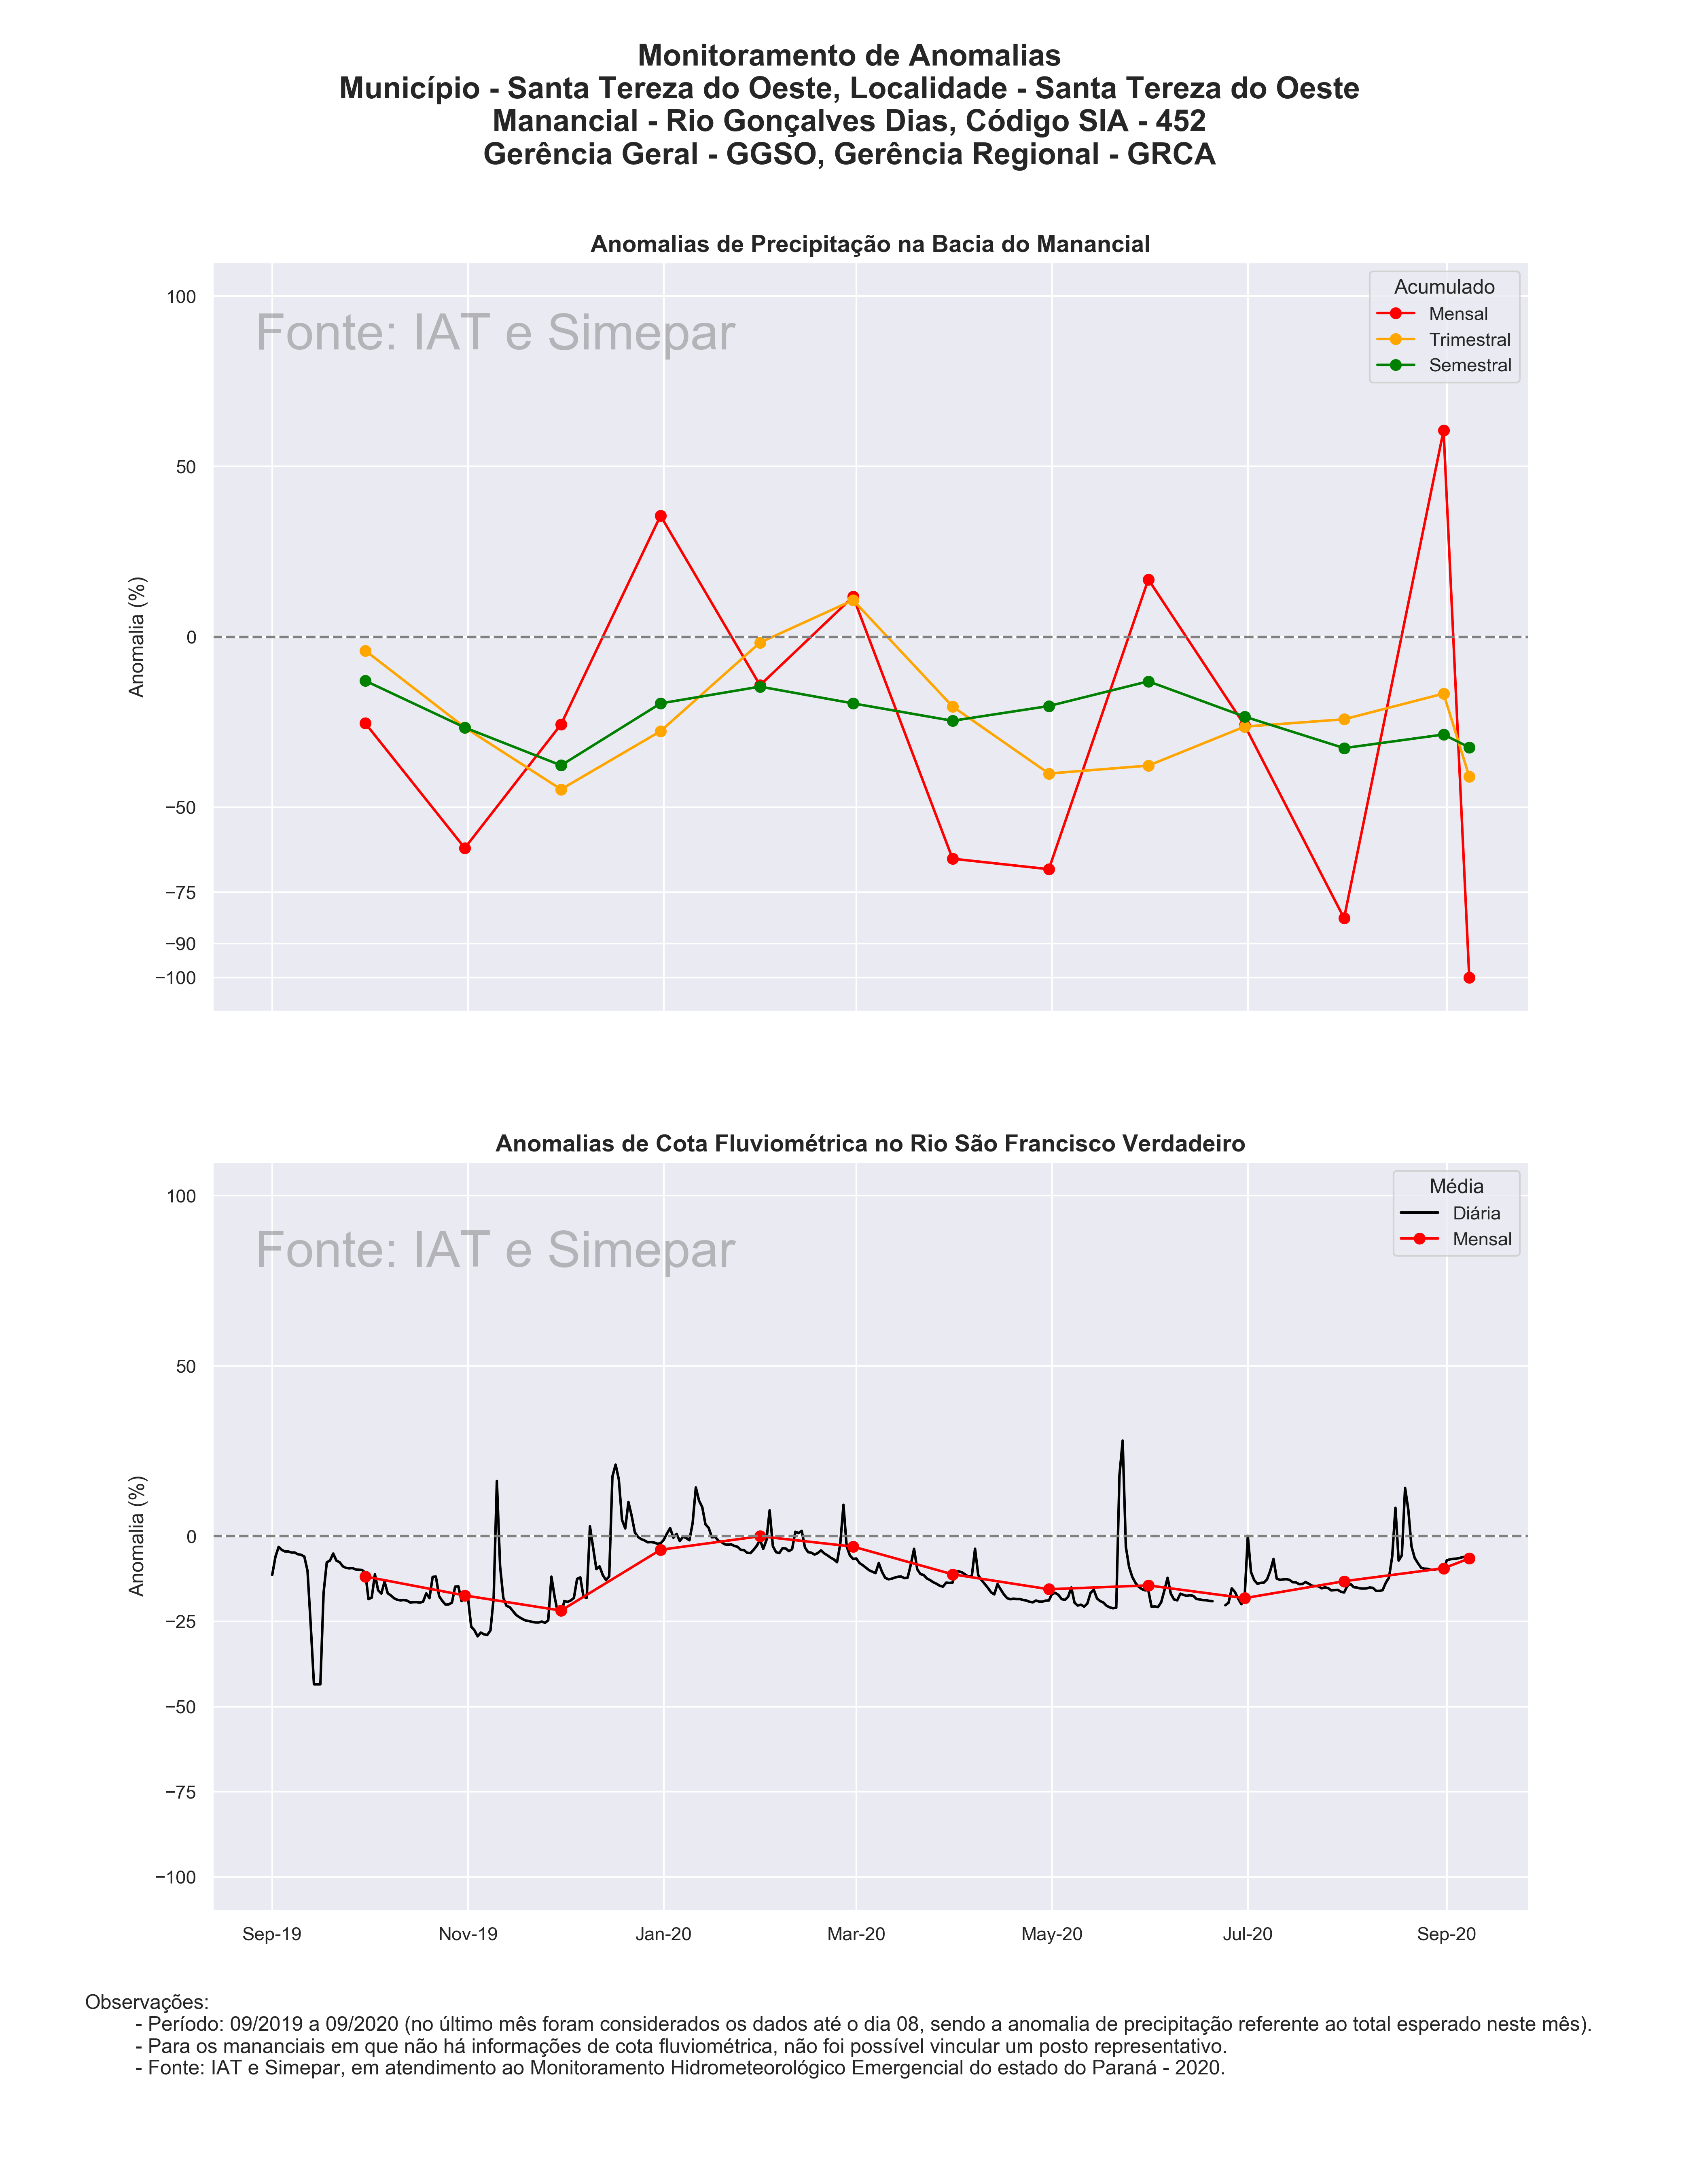 Monitoramento de Anomalias
Município - Santa Tereza do Oeste, Localidade - Santa Tereza do Oeste
Manancial - Rio Gonçalves Dias, Código SIA - 452
Gerência Geral - GGSO, Gerência Regional - GRCA
Anomalias de Precipitação na Bacia do Manancial
Fonte: IAT e Simepar
Acumulado
Mensal
Trimestral
Semestral
Anomalia (%)
100
50
0
−50
−75
−90
−100
Anomalias de Cota Fluviométrica no Rio São Francisco Verdadeiro
Fonte: IAT e Simepar
Média
Diária
Mensal
Anomalia (%)
100
50
0
−25
−50
−75
−100
Sep-19 Nov-19 Jan-20 Mar-20 May-20 Jul-20 Sep-20
Observações:
- Período: 09/2019 a 09/2020 (no último mês foram considerados os dados até o dia 08, sendo a anomalia de precipitação referente ao total esperado neste mês).
- Para os mananciais em que não há informações de cota fluviométrica, não foi possível vincular um posto representativo.
- Fonte: IAT e Simepar, em atendimento ao Monitoramento Hidrometeorológico Emergencial do estado do Paraná - 2020.